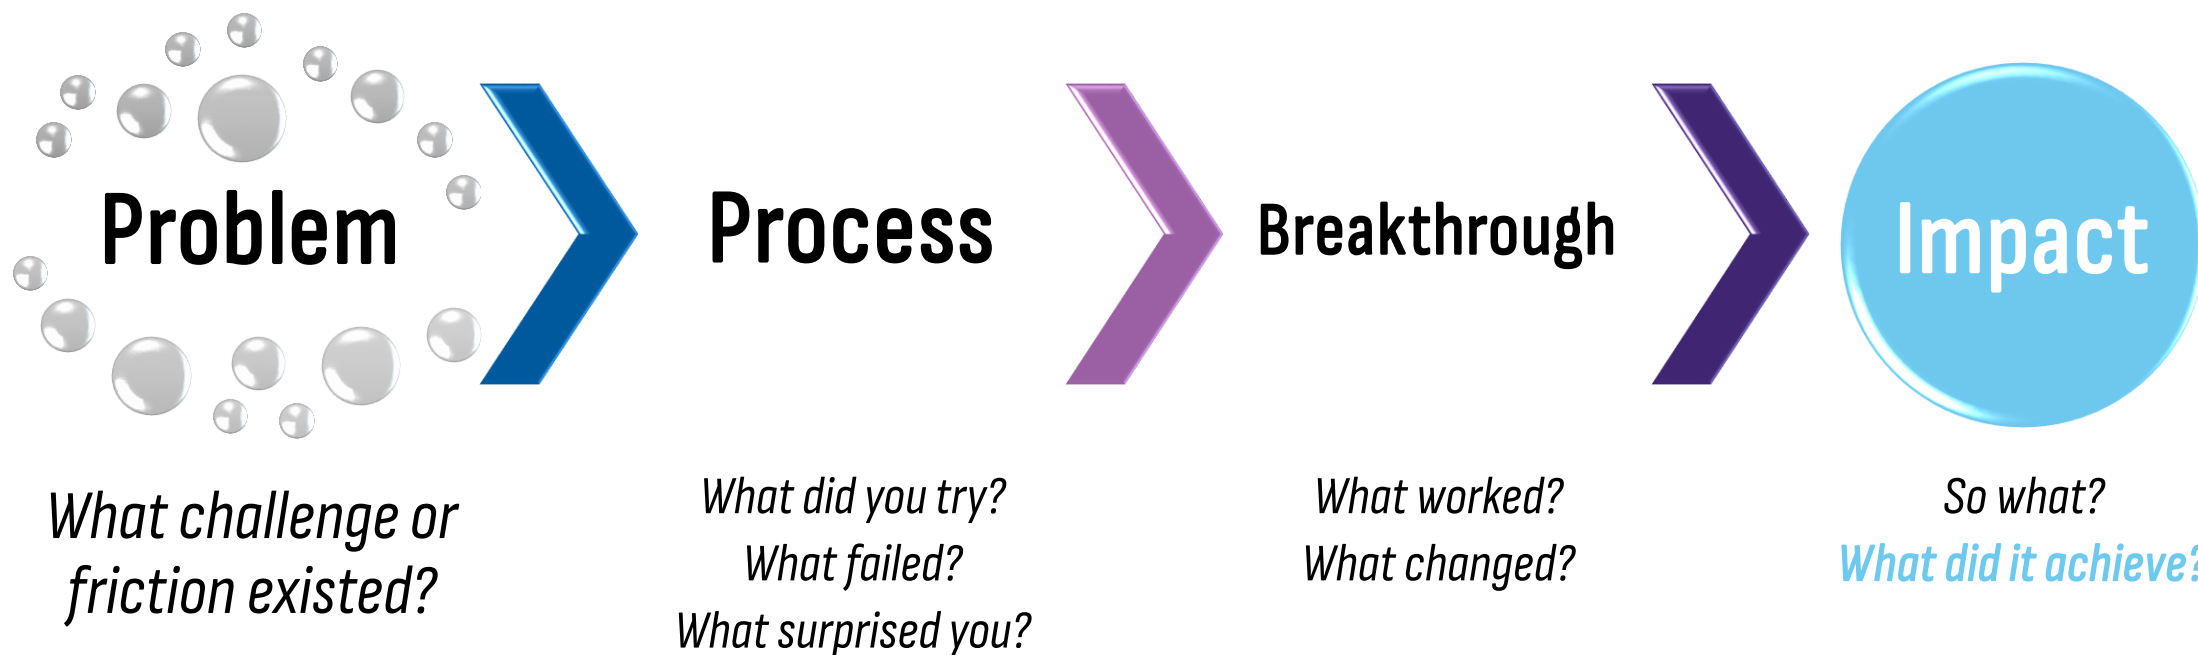 Problem
Process
Breakthrough
Impact
What challenge or
friction existed?
What did you try?
What failed?
What surprised you?
What worked?
What changed?
So what?
What did it achieve?